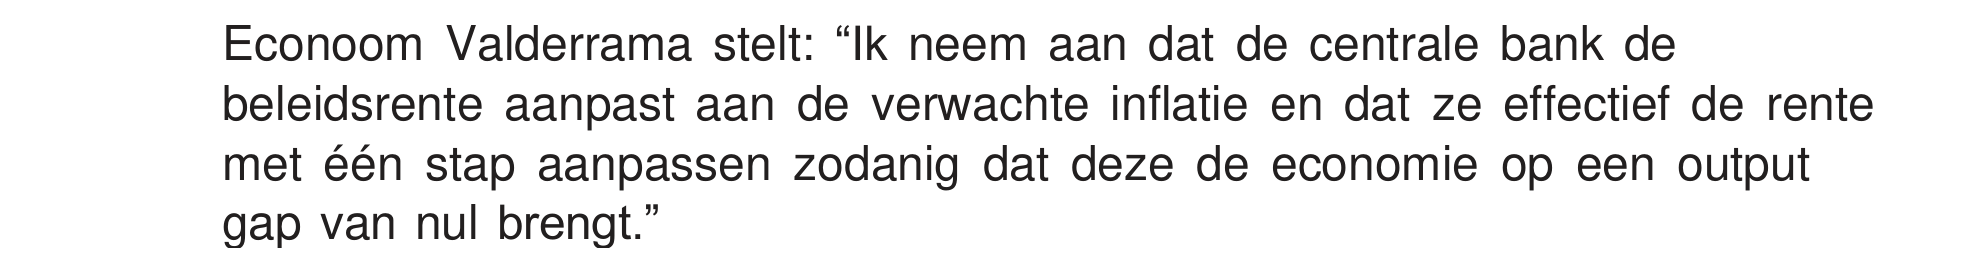 Econoom Valderrama stelt: “Ik neem aan dat de centrale bank de
beleidsrente aanpast aan de verwachte inflatie en dat ze effectief de rente
met één stap aanpassen zodanig dat deze de economie op een output
gap van nul brengt.”